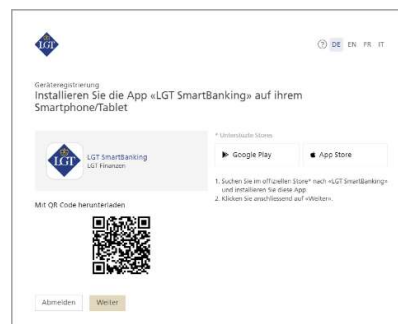 LGT
? DE EN FR IT
Geräteregistrierung
Installieren Sie die App «LGT SmartBanking» auf ihrem
Smartphone/Tablet
LGT
LGT SmartBanking
LGT Finanzen
* Unterstützte Stores
Google Play
App Store
1. Suchen Sie im offiziellen Store* nach «LGT SmartBanking»
und installieren Sie diese App.
2. Klicken Sie anschliessend auf «Weiter».
Mit QR Code herunterladen
Abmelden
Weiter